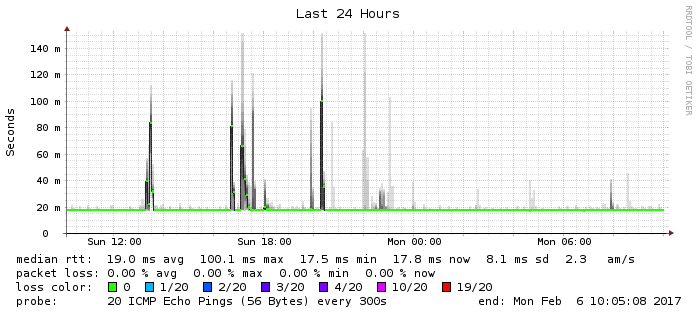 Last 24 Hours
RRDTOOL / TOBI OETIKER
Seconds
140 m
120 m
100 m
80 m
60 m
40 m
20 m
0
Sun 12:00 Sun 18:00 Mon 00:00 Mon 06:00
median rtt: 19.0 ms avg 100.1 ms max 17.5 ms min 17.8 ms now 8.1 ms sd 2.3 am/s
packet loss: 0.00 % avg 0.00 % max 0.00 % min 0.00 % now
loss color: 0 1/20 2/20 3/20 4/20 10/20 19/20
probe: 20 ICMP Echo Pings (56 Bytes) every 300s end: Mon Feb 6 10:05:08 2017